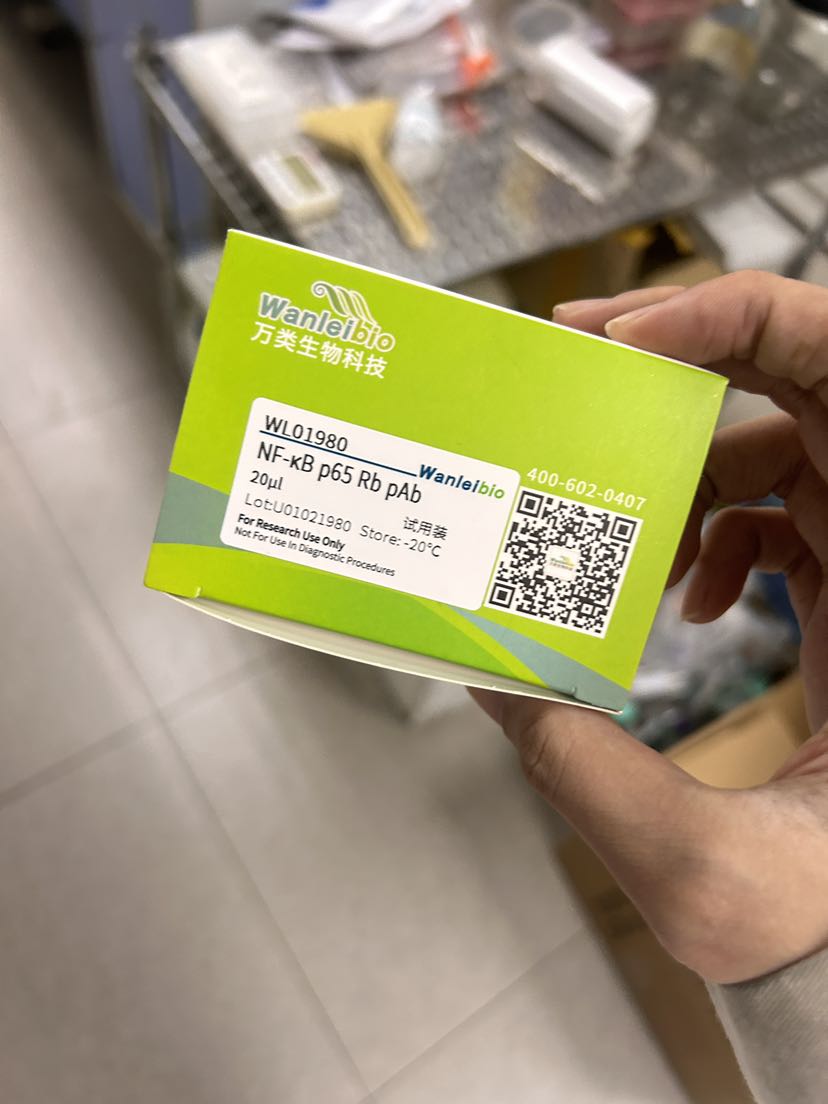 Wanleibio
万类生物科技
WL01980
Wanleibio
NF-κB p65 Rb pAb
20μl
试用装
Lot:U01021980 Store: -20℃
For Research Use Only
Not For Use In Diagnostic Procedures
400-602-0407